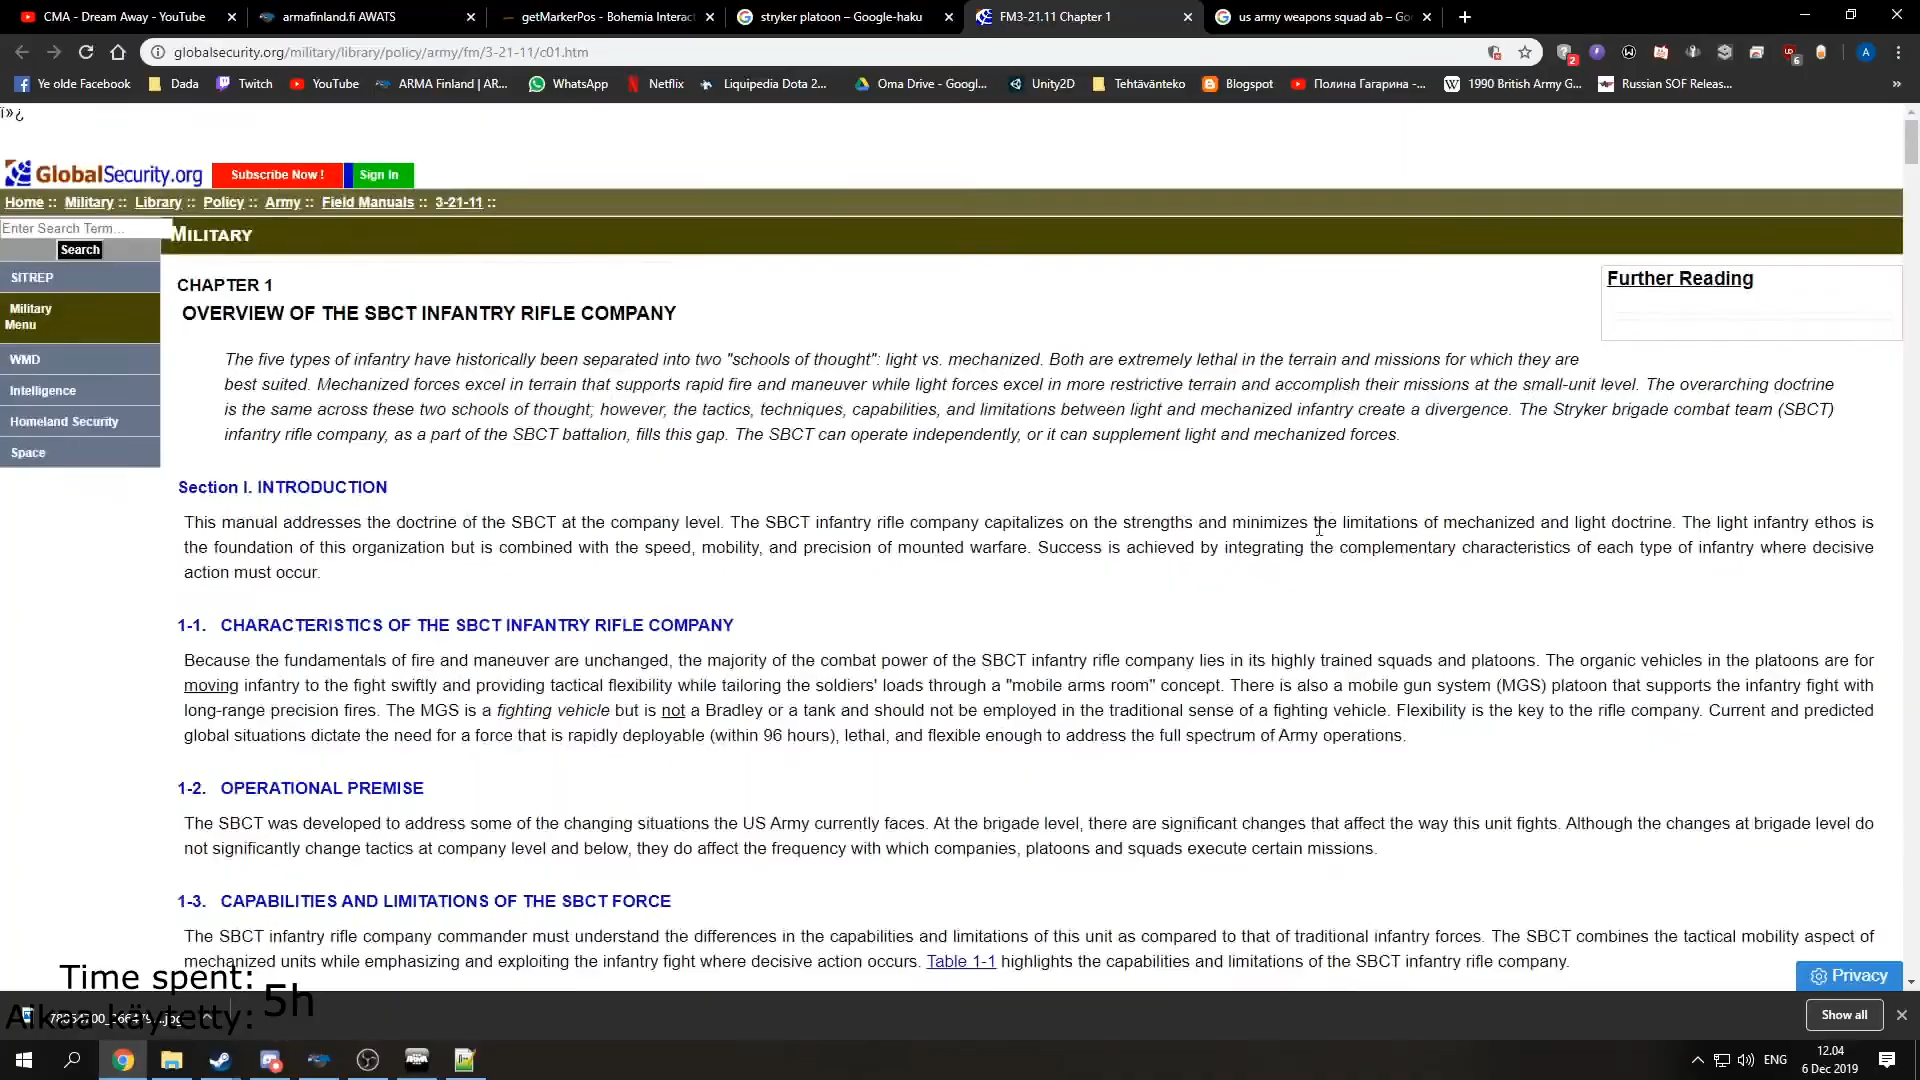 CMA - Dream Away - YouTube
armafinland.fi AWATS
getMarkerPos - Bohemia Interact
stryker platoon – Google-haku
FM3-21.11 Chapter 1
us army weapons squad ab – Go
globalsecurity.org/military/library/policy/army/fm/3-21-11/c01.htm
2
6
A
Ye olde Facebook
Dada
Twitch
YouTube
ARMA Finland | AR...
WhatsApp
Netflix
Liquipedia Dota 2...
Oma Drive - Googl...
Unity2D
Tehtävänteko
Blogspot
Полина Гагарина -...
1990 British Army G...
Russian SOF Releas...
»
ï»¿
GlobalSecurity.org
Subscribe Now !
Sign In
Home :: Military :: Library :: Policy :: Army :: Field Manuals :: 3-21-11 ::
Enter Search Term...
Search
MILITARY
SITREP
Military
Menu
WMD
Intelligence
Homeland Security
Space
Further Reading
CHAPTER 1
OVERVIEW OF THE SBCT INFANTRY RIFLE COMPANY
The five types of infantry have historically been separated into two "schools of thought": light vs. mechanized. Both are extremely lethal in the terrain and missions for which they are
best suited. Mechanized forces excel in terrain that supports rapid fire and maneuver while light forces excel in more restrictive terrain and accomplish their missions at the small-unit level. The overarching doctrine
is the same across these two schools of thought; however, the tactics, techniques, capabilities, and limitations between light and mechanized infantry create a divergence. The Stryker brigade combat team (SBCT)
infantry rifle company, as a part of the SBCT battalion, fills this gap. The SBCT can operate independently, or it can supplement light and mechanized forces.
Section I. INTRODUCTION
This manual addresses the doctrine of the SBCT at the company level. The SBCT infantry rifle company capitalizes on the strengths and minimizes the limitations of mechanized and light doctrine. The light infantry ethos is
the foundation of this organization but is combined with the speed, mobility, and precision of mounted warfare. Success is achieved by integrating the complementary characteristics of each type of infantry where decisive
action must occur.
1-1. CHARACTERISTICS OF THE SBCT INFANTRY RIFLE COMPANY
Because the fundamentals of fire and maneuver are unchanged, the majority of the combat power of the SBCT infantry rifle company lies in its highly trained squads and platoons. The organic vehicles in the platoons are for
moving infantry to the fight swiftly and providing tactical flexibility while tailoring the soldiers' loads through a "mobile arms room" concept. There is also a mobile gun system (MGS) platoon that supports the infantry fight with
long-range precision fires. The MGS is a fighting vehicle but is not a Bradley or a tank and should not be employed in the traditional sense of a fighting vehicle. Flexibility is the key to the rifle company. Current and predicted
global situations dictate the need for a force that is rapidly deployable (within 96 hours), lethal, and flexible enough to address the full spectrum of Army operations.
1-2. OPERATIONAL PREMISE
The SBCT was developed to address some of the changing situations the US Army currently faces. At the brigade level, there are significant changes that affect the way this unit fights. Although the changes at brigade level do
not significantly change tactics at company level and below, they do affect the frequency with which companies, platoons and squads execute certain missions.
1-3. CAPABILITIES AND LIMITATIONS OF THE SBCT FORCE
The SBCT infantry rifle company commander must understand the differences in the capabilities and limitations of this unit as compared to that of traditional infantry forces. The SBCT combines the tactical mobility aspect of
mechanized units while emphasizing and exploiting the infantry fight where decisive action occurs. Table 1-1 highlights the capabilities and limitations of the SBCT infantry rifle company.
Privacy
Time spent:
Aikaa käytetty:
5h
Show all
ENG
12.04
6 Dec 2019